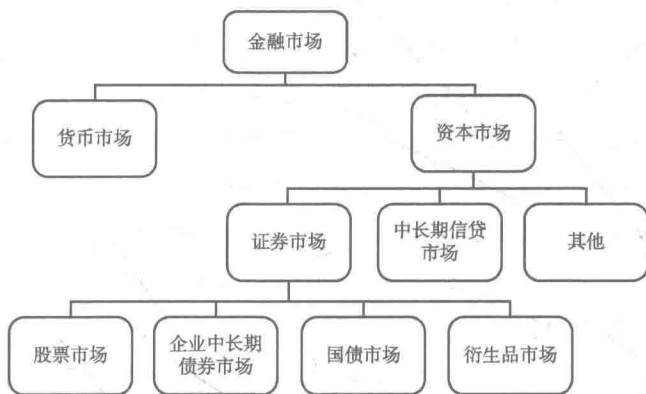 金融市场
货币市场
资本市场
证券市场
中长期信贷
市场
其他
股票市场
企业中长期
债券市场
国债市场
衍生品市场